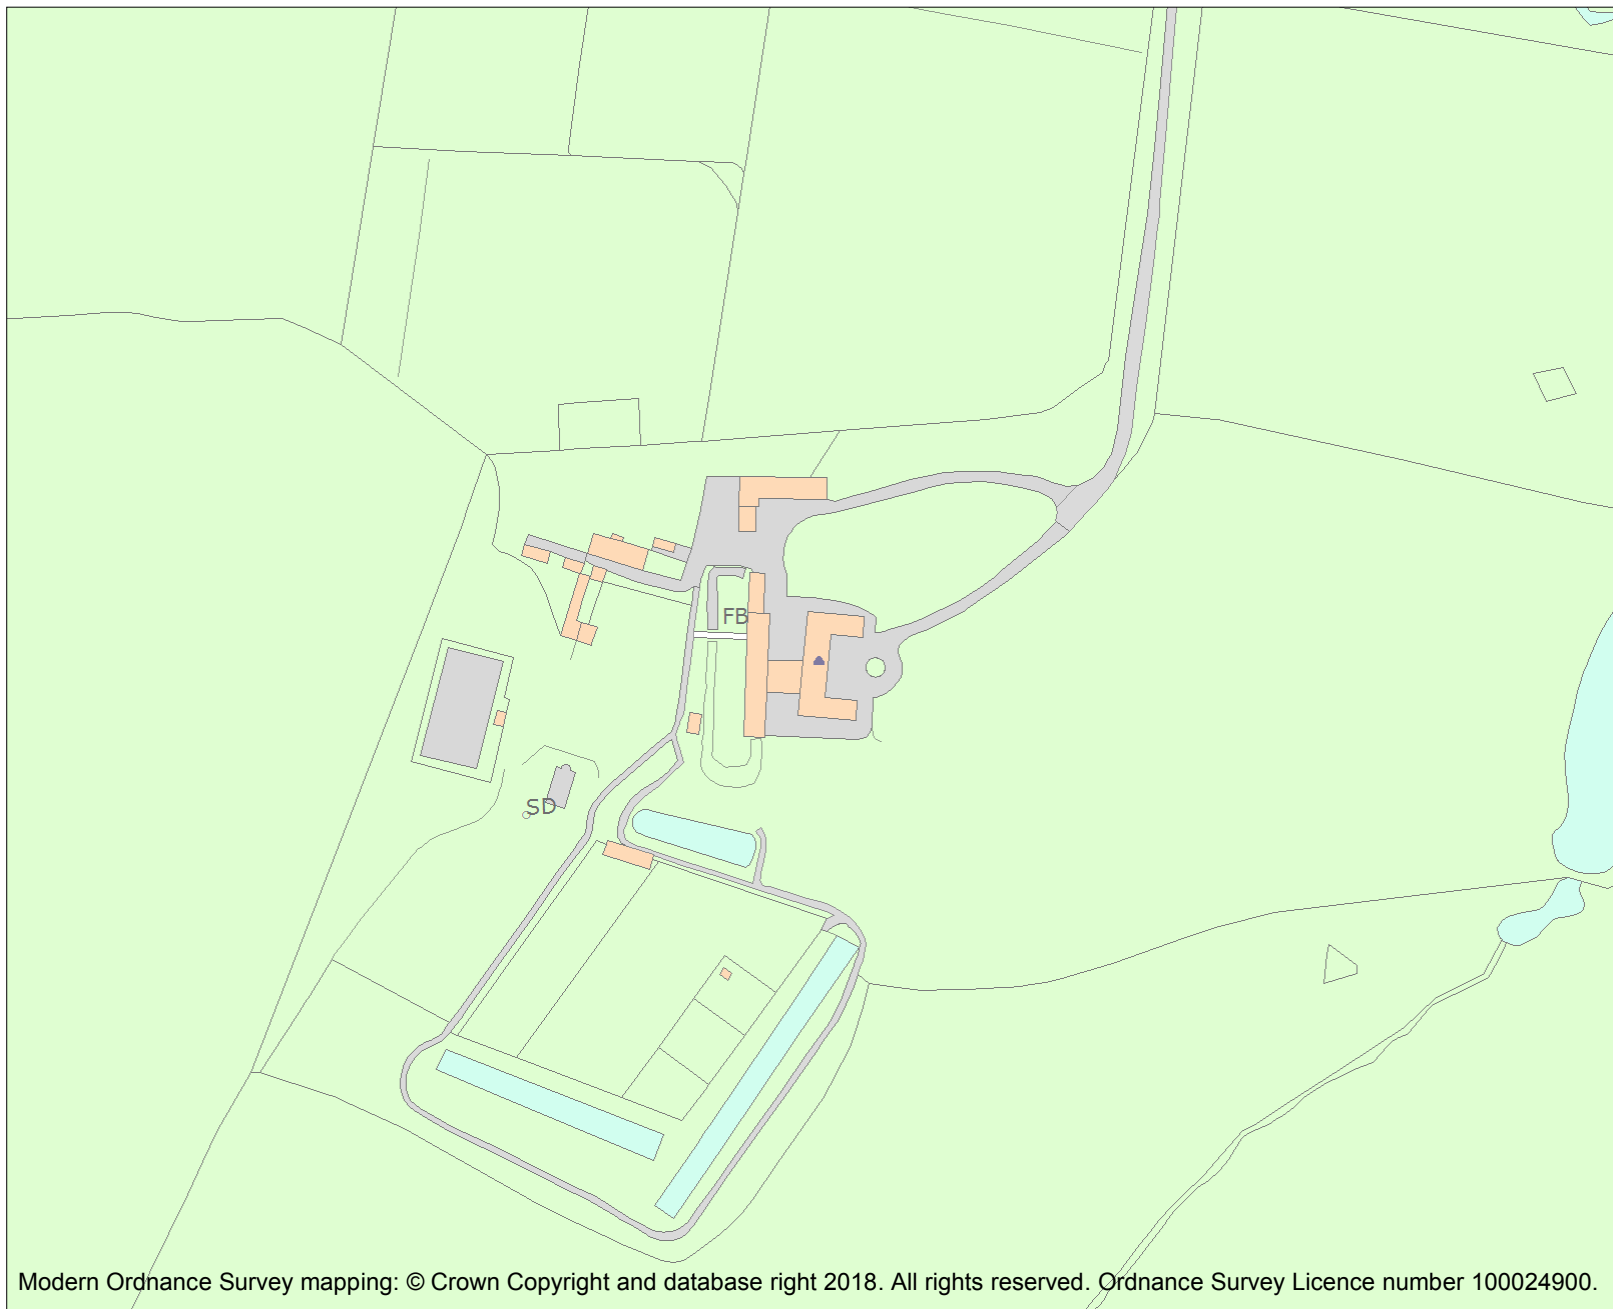 FB
SD
Modern Ordnance Survey mapping: © Crown Copyright and database right 2018. All rights reserved. Ordnance Survey Licence number 100024900.